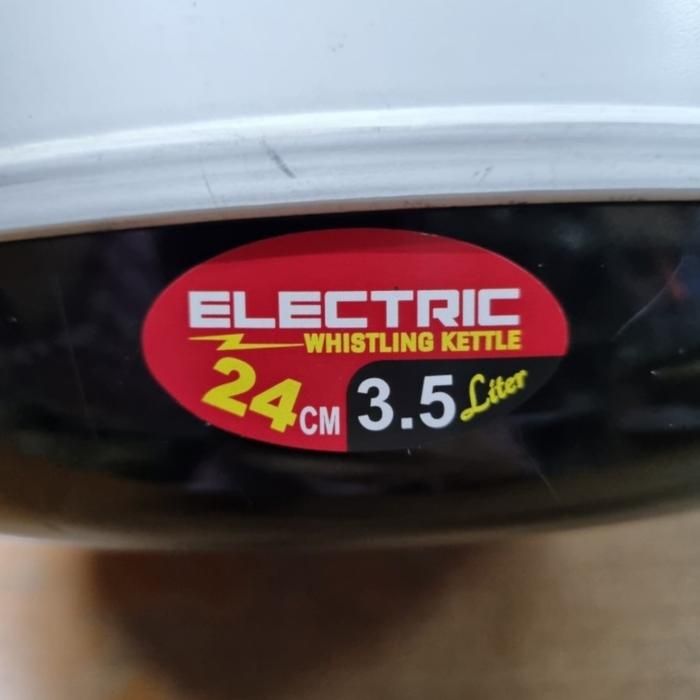 ELECTRIC
WHISTLING KETTLE
24CM 3.5 Liter